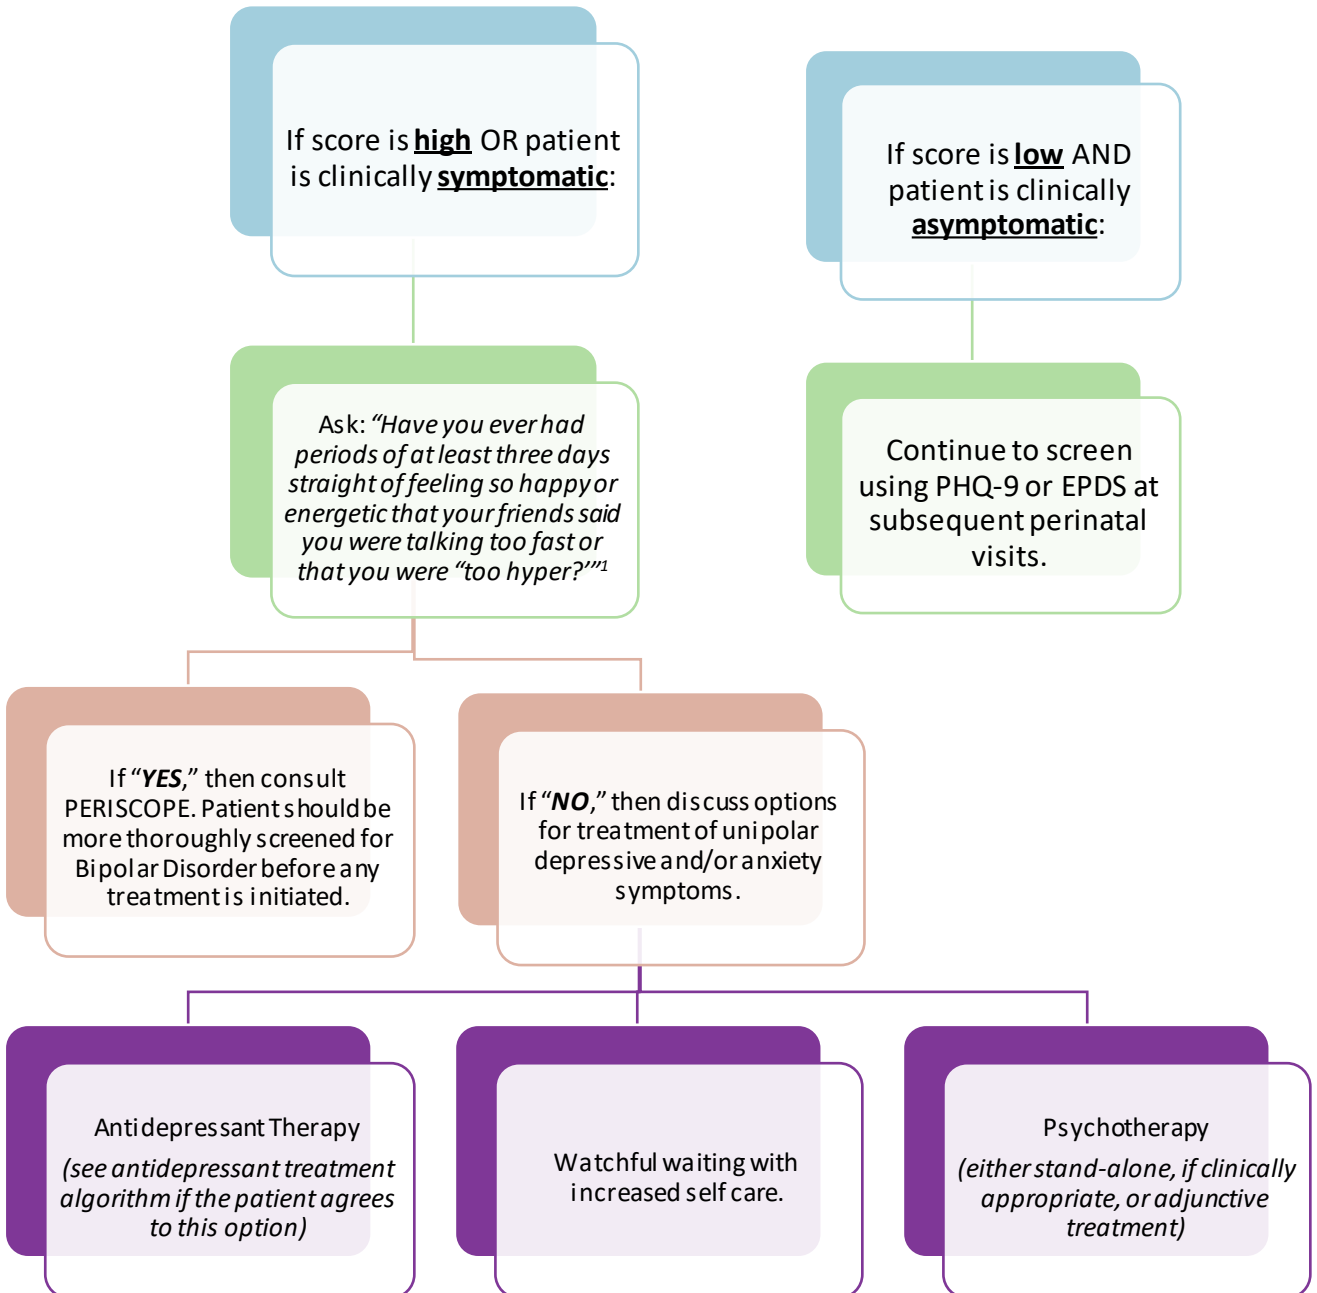 If score is high OR patient
is clinically symptomatic:
If score is low AND
patient is clinically
asymptomatic:
Ask: “Have you ever had
periods of at least three days
straight of feeling so happy or
energetic that your friends said
you were talking too fast or
that you were “too hyper?’”1
Continue to screen
using PHQ-9 or EPDS at
subsequent perinatal
visits.
If “YES,” then consult
PERISCOPE. Patient should be
more thoroughly screened for
Bipolar Disorder before any
treatment is initiated.
If “NO,” then discuss options
for treatment of unipolar
depressive and/or anxiety
symptoms.
Antidepressant Therapy
(see antidepressant treatment
algorithm if the patient agrees
to this option)
Watchful waiting with
increased self care.
Psychotherapy
(either stand-alone, if clinically
appropriate, or adjunctive
treatment)